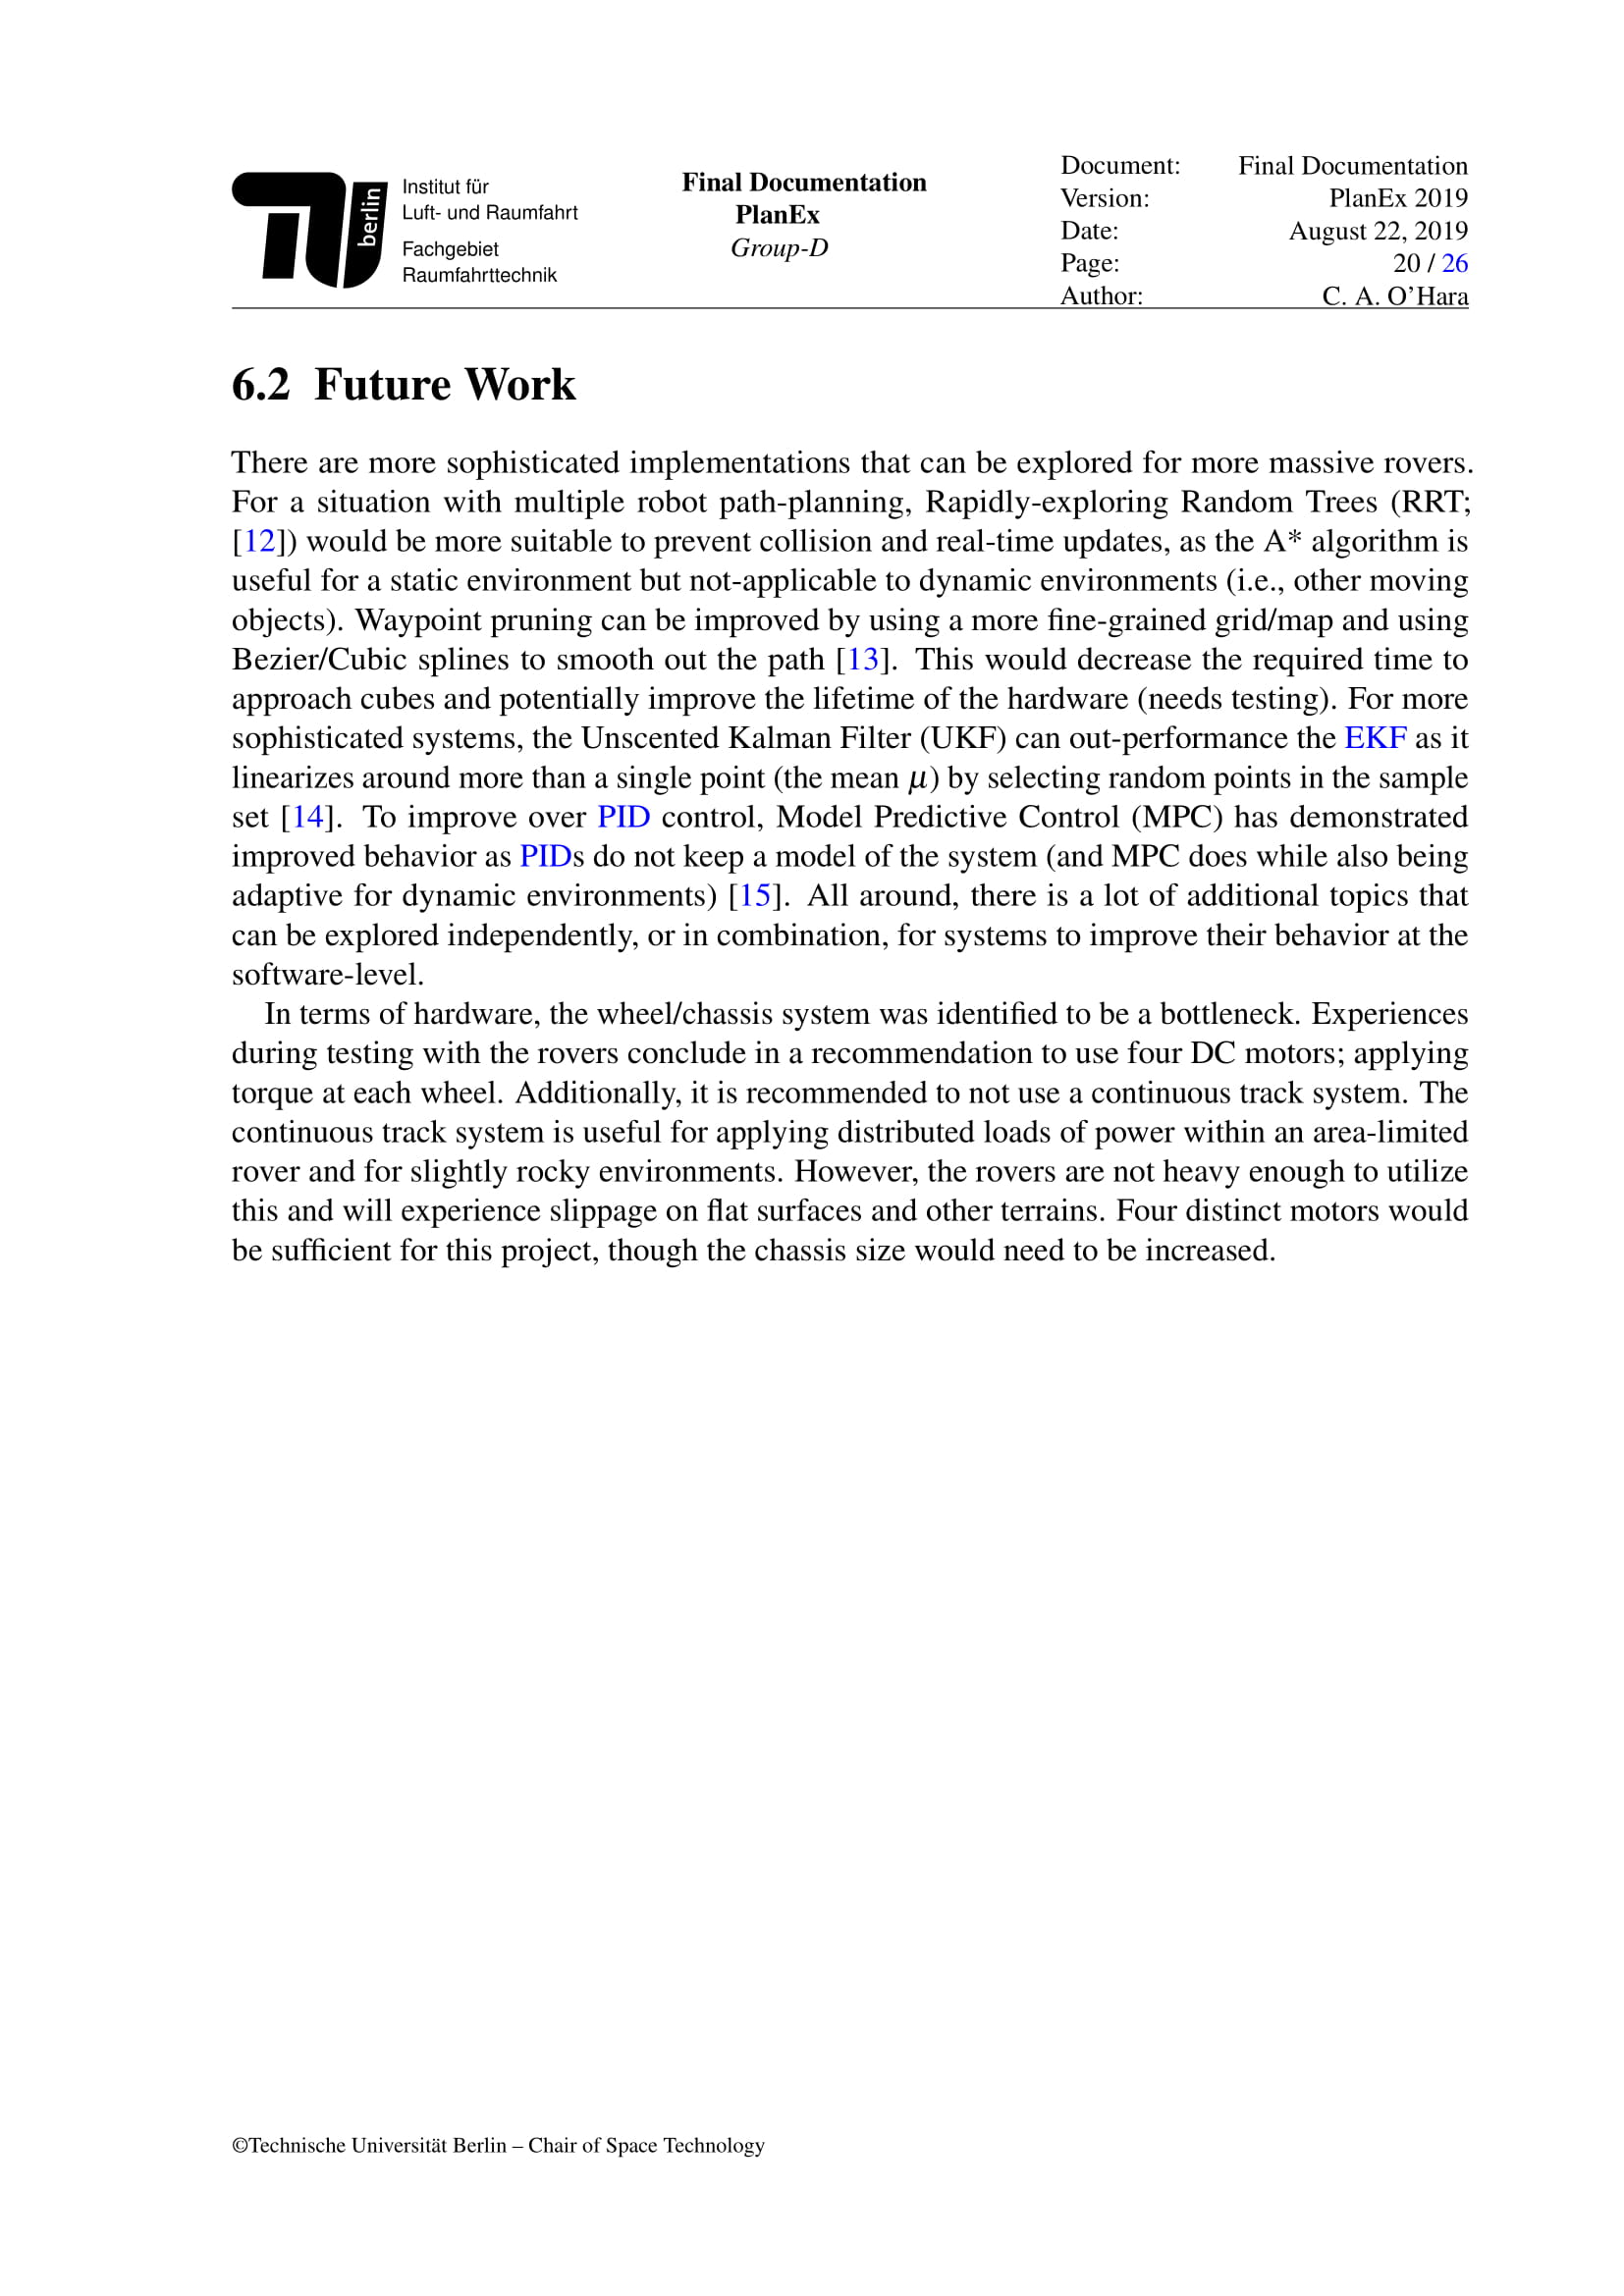 berlin
Institut für
Luft- und Raumfahrt
Fachgebiet
Raumfahrttechnik
Final Documentation
PlanEx
Group-D
Document: Final Documentation
Version: PlanEx 2019
Date: August 22, 2019
Page: 20 / 26
Author: C. A. O'Hara
6.2 Future Work
There are more sophisticated implementations that can be explored for more massive rovers.
For a situation with multiple robot path-planning, Rapidly-exploring Random Trees (RRT;
[12]) would be more suitable to prevent collision and real-time updates, as the A* algorithm is
useful for a static environment but not-applicable to dynamic environments (i.e., other moving
objects). Waypoint pruning can be improved by using a more fine-grained grid/map and using
Bezier/Cubic splines to smooth out the path [13]. This would decrease the required time to
approach cubes and potentially improve the lifetime of the hardware (needs testing). For more
sophisticated systems, the Unscented Kalman Filter (UKF) can out-performance the EKF as it
linearizes around more than a single point (the mean μ) by selecting random points in the sample
set [14]. To improve over PID control, Model Predictive Control (MPC) has demonstrated
improved behavior as PIDs do not keep a model of the system (and MPC does while also being
adaptive for dynamic environments) [15]. All around, there is a lot of additional topics that
can be explored independently, or in combination, for systems to improve their behavior at the
software-level.
In terms of hardware, the wheel/chassis system was identified to be a bottleneck. Experiences
during testing with the rovers conclude in a recommendation to use four DC motors; applying
torque at each wheel. Additionally, it is recommended to not use a continuous track system. The
continuous track system is useful for applying distributed loads of power within an area-limited
rover and for slightly rocky environments. However, the rovers are not heavy enough to utilize
this and will experience slippage on flat surfaces and other terrains. Four distinct motors would
be sufficient for this project, though the chassis size would need to be increased.
©Technische Universität Berlin – Chair of Space Technology